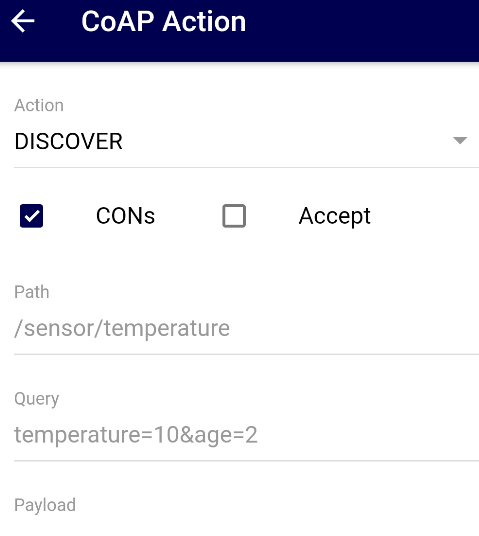 CoAP Action
Action
DISCOVER
CONs Accept
Path
/sensor/temperature
Query
temperature=10&age=2
Payload